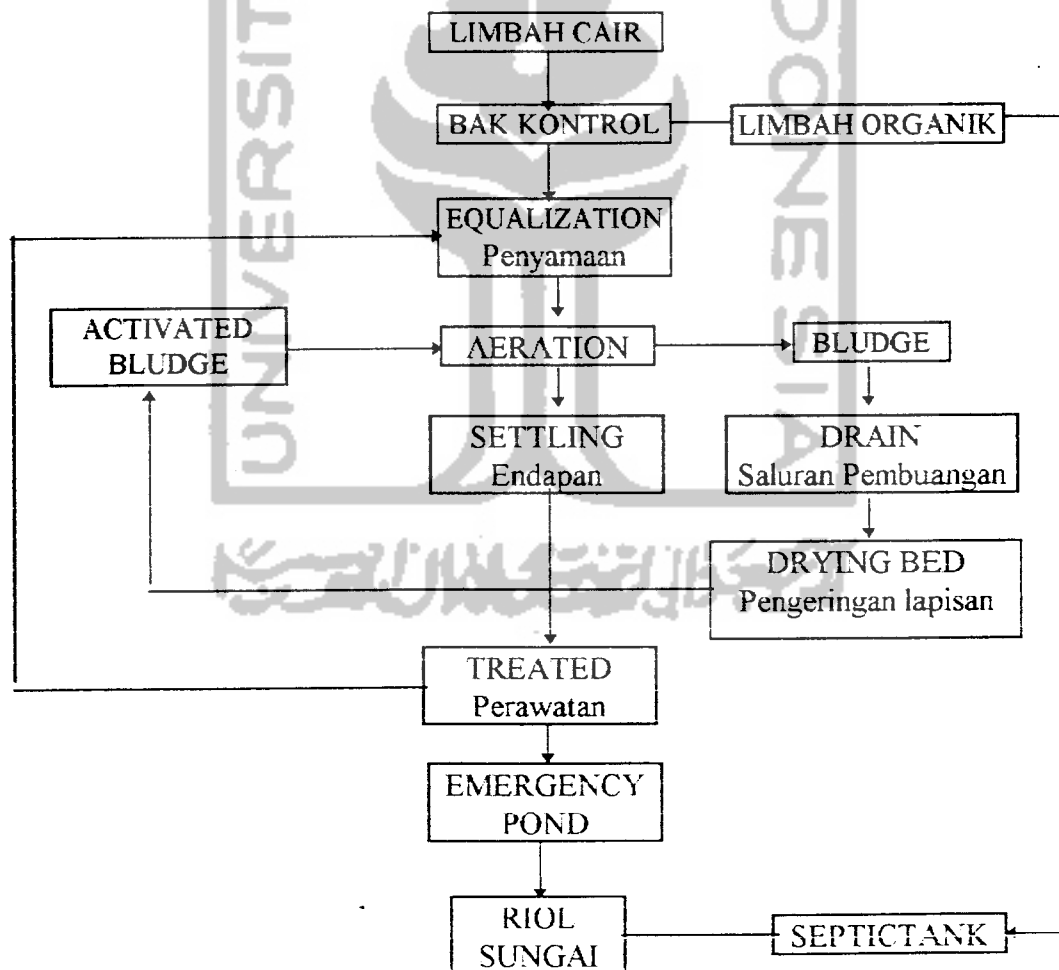 LIMBAH CAIR
BAK KONTROL
LIMBAH ORGANIK
EQUALIZATION
Penyamaan
ACTIVATED
BLUDGE
AERATION
BLUDGE
SETTLING
Endapan
DRAIN
Saluran Pembuangan
DRYING BED
Pengeringan lapisan
TREATED
Perawatan
EMERGENCY
POND
RIOL
SUNGAI
SEPTICTANK
UNIVERSIT